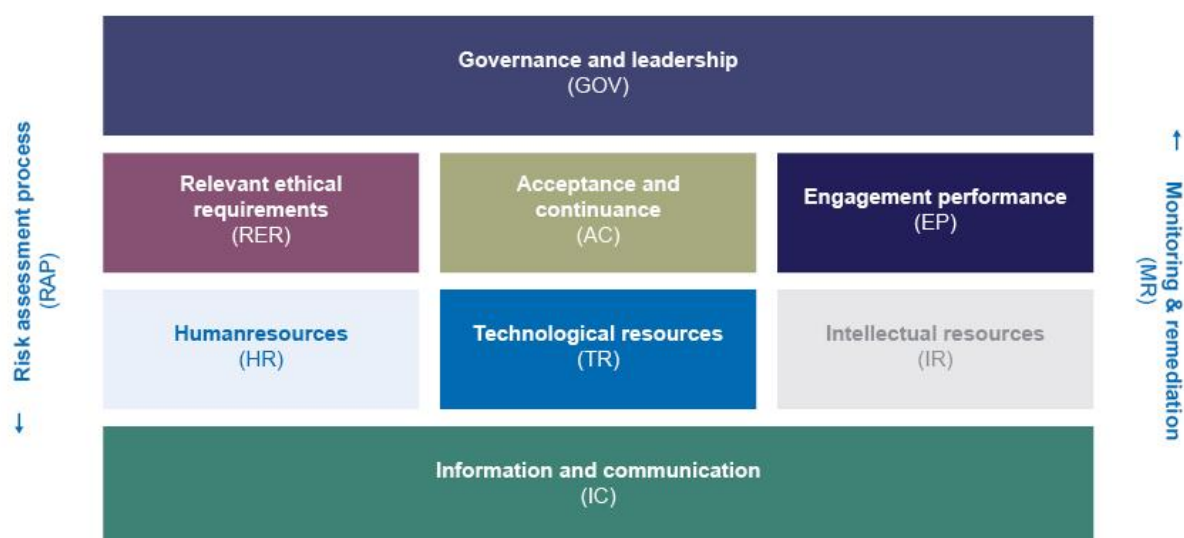 Governance and leadership
(GOV)
Risk assessment process
(RAP)
Relevant ethical
requirements
(RER)
Acceptance and
continuance
(AC)
Engagement performance
(EP)
Monitoring & remediation
(MR)
Humanresources
(HR)
Technological resources
(TR)
Intellectual resources
(IR)
Information and communication
(IC)